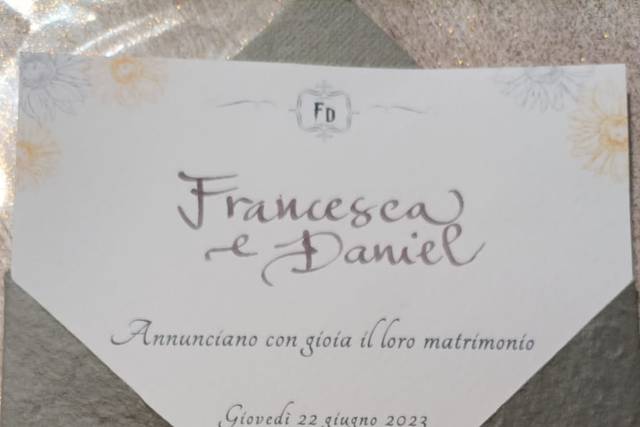 FD
Francesca
e Daniel
Annunciano con gioia il loro matrimonio
Giovedì 22 giugno 2023